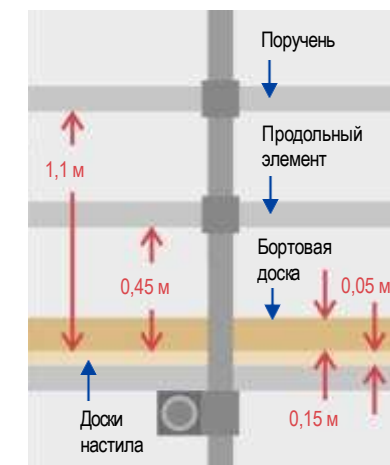 Поручень
Продольный
элемент
1,1 м
Бортовая
доска
0,45 м
0,05 м
0,15 м
Доски
настила